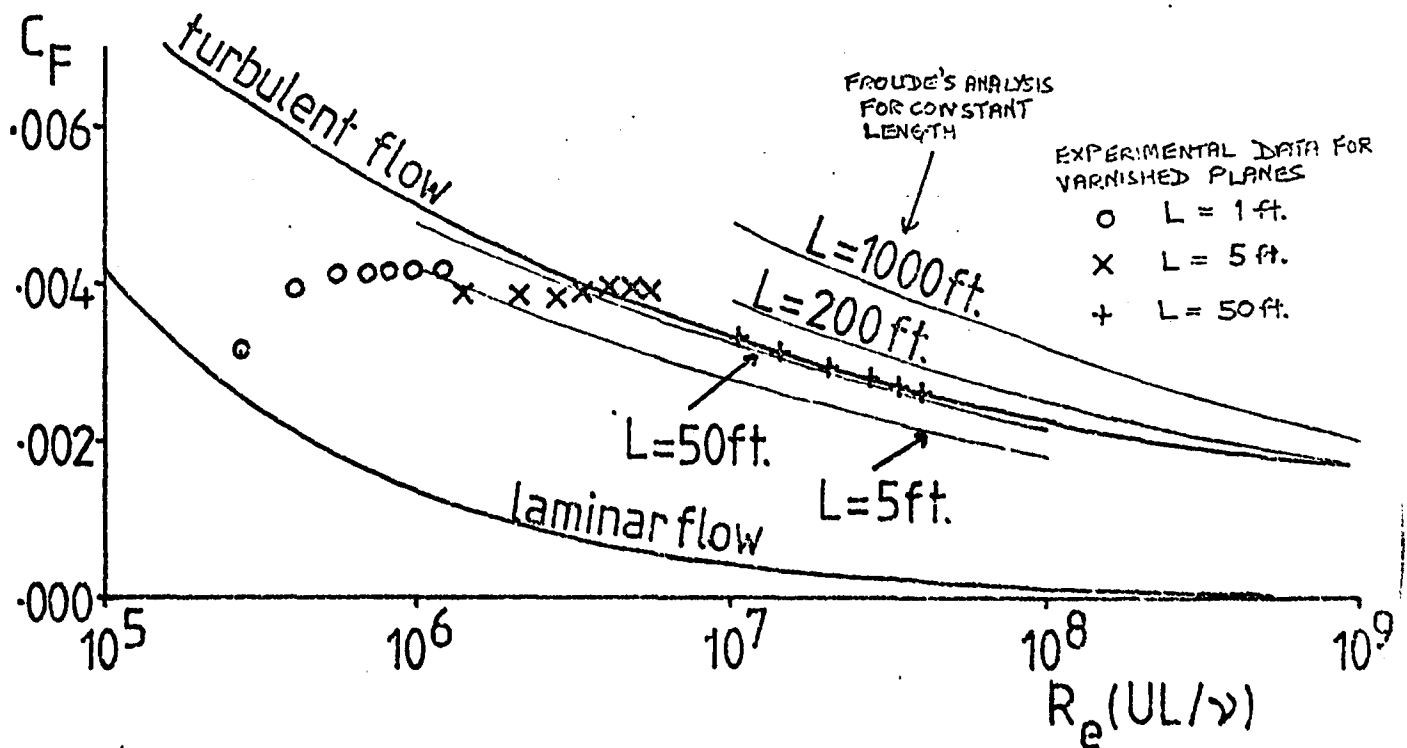 C_F
turbulent flow
FROUDE'S ANALYSIS
FOR CONSTANT
LENGTH
EXPERIMENTAL DATA FOR
VARNISHED PLANES
o L = 1 ft.
× L = 5 ft.
+ L = 50 ft.
.006
.004
.002
.000
L=1000ft.
L=200ft.
L=50ft.
L=5ft.
laminar flow
10^5
10^6
10^7
10^8
10^9
R_e(UL/ν)